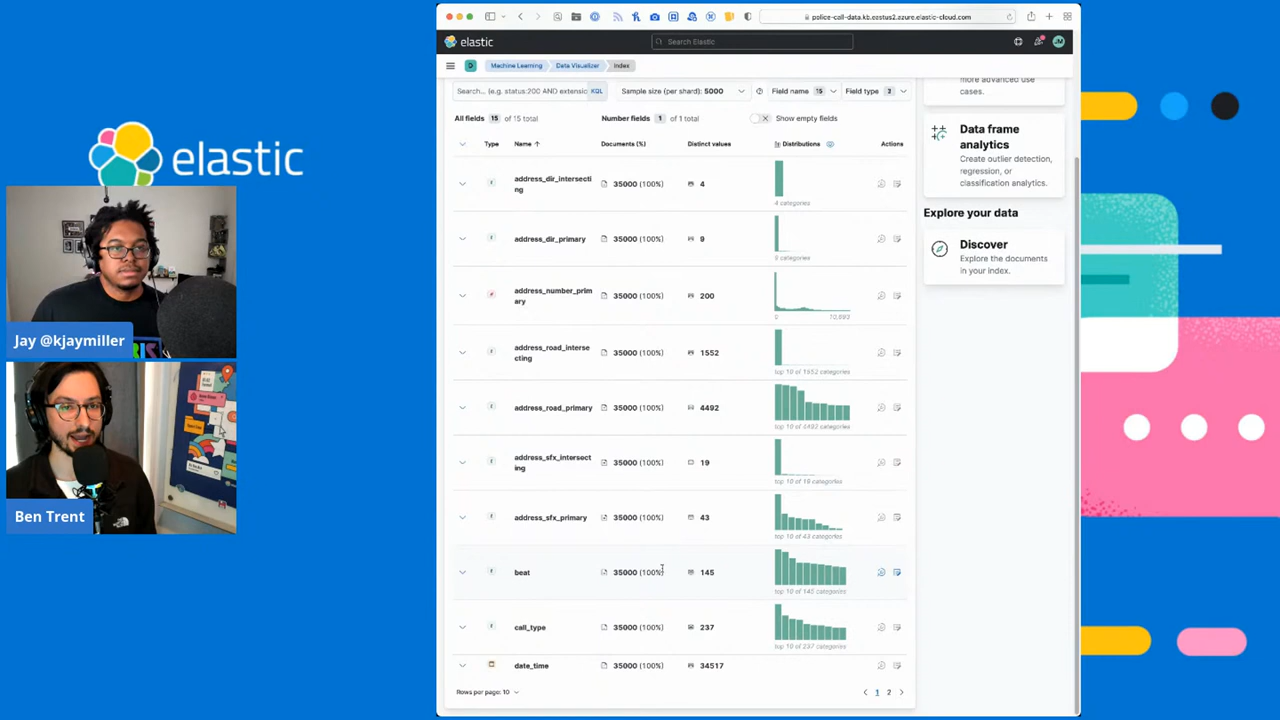 elastic
Jay @kjaymiller
Ben Trent
police-call-data.kb.eastus2.azure.elastic-cloud.com
elastic
Search Elastic
JM
D
Machine Learning
Data Visualizer
Index
Search... (e.g. status:200 AND extensio
KQL
Sample size (per shard): 5000
Field name 15
Field type 3
All fields 15 of 15 total
Number fields 1 of 1 total
Show empty fields
Type
Name
Documents (%)
Distinct values
Distributions
Actions
address_dir_intersecti
ng
35000 (100%)
4
4 categories
address_dir_primary
35000 (100%)
9
9 categories
address_number_prim
ary
35000 (100%)
200
0
10,693
address_road_interse
cting
35000 (100%)
1552
top 10 of 1552 categories
address_road_primary
35000 (100%)
4492
top 10 of 4492 categories
address_sfx_intersecti
ng
35000 (100%)
19
top 10 of 19 categories
address_sfx_primary
35000 (100%)
43
top 10 of 43 categories
beat
35000 (100%)
145
top 10 of 145 categories
call_type
35000 (100%)
237
top 10 of 237 categories
date_time
35000 (100%)
34517
Rows per page: 10
1
2
more advanced use
cases.
Data frame
analytics
Create outlier detection,
regression, or
classification analytics.
Explore your data
Discover
Explore the documents
in your index.